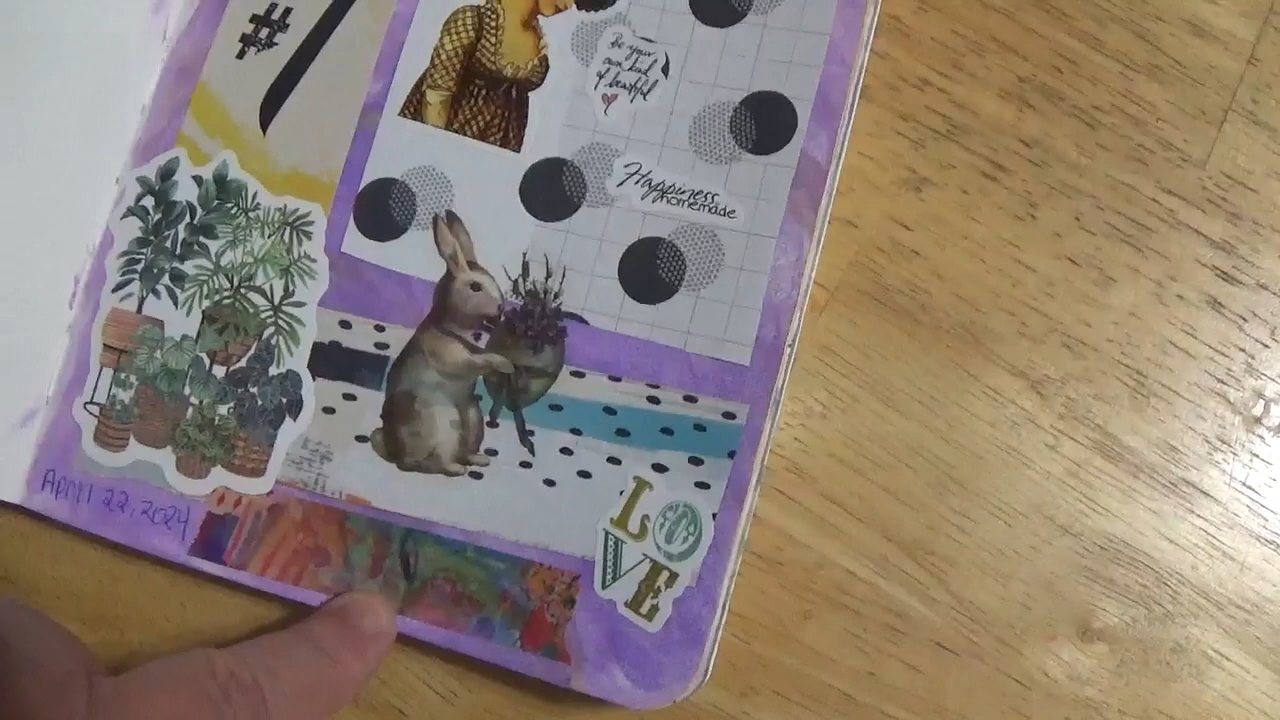 #
Be your
own kind
of beautiful
Happiness
homemade
April 22, 2024
LO
VE